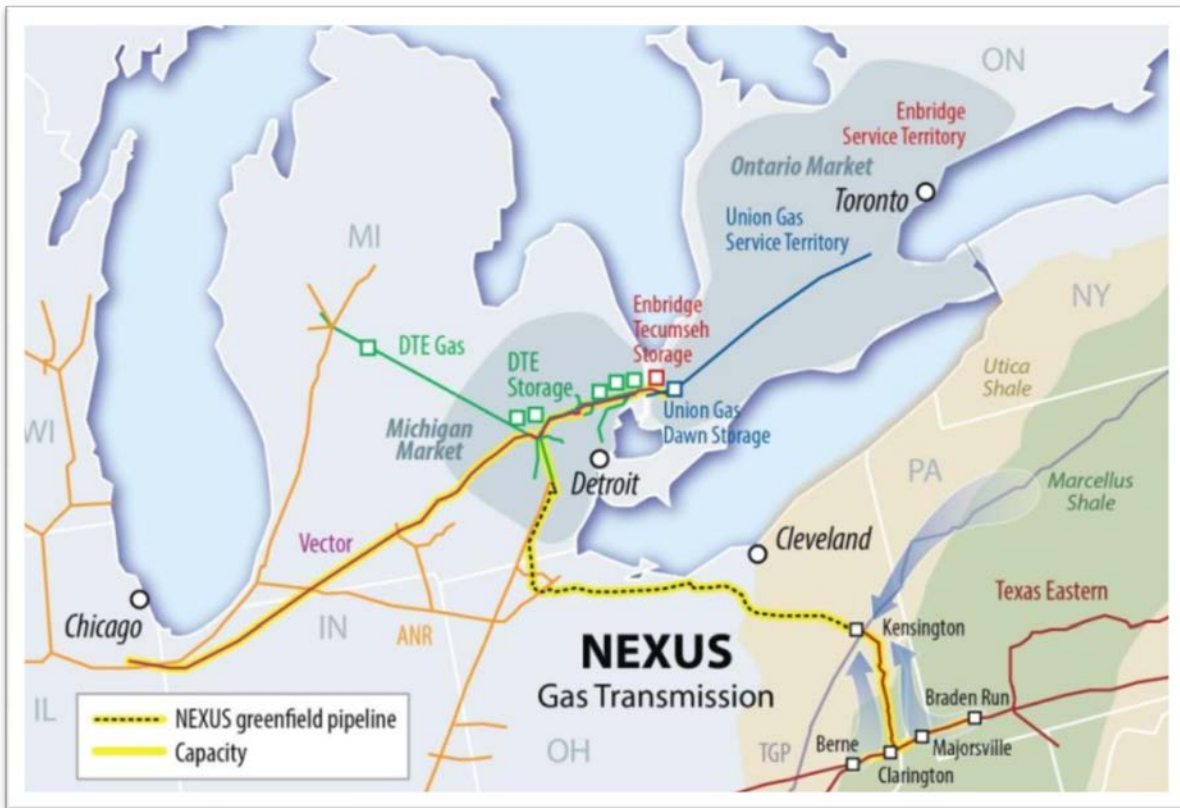 ON
Enbridge
Service Territory
Ontario Market
Toronto
Union Gas
Service Territory
MI
NY
Enbridge
Tecumseh
Storage
DTE Gas
DTE
Storage
Utica
Shale
WI
Michigan
Market
Union Gas
Dawn Storage
PA
Detroit
Marcellus
Shale
Vector
Cleveland
Texas Eastern
Chicago
IN
ANR
Kensington
NEXUS
Gas Transmission
Braden Run
IL
NEXUS greenfield pipeline
Capacity
OH
TGP
Berne
Majorsville
Clarington